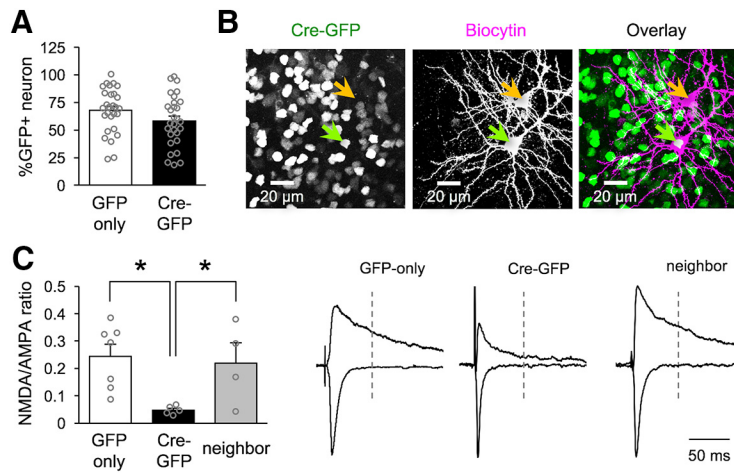 A
%GFP+ neuron
125
100
75
50
25
0
GFP
only
Cre-
GFP
B
Cre-GFP
Biocytin
Overlay
20 μm
20 μm
20 μm
C
NMDA/AMPA ratio
0.5
0.4
0.3
0.2
0.1
0
*
*
GFP
only
Cre-
GFP
neighbor
GFP-only
Cre-GFP
neighbor
50 ms